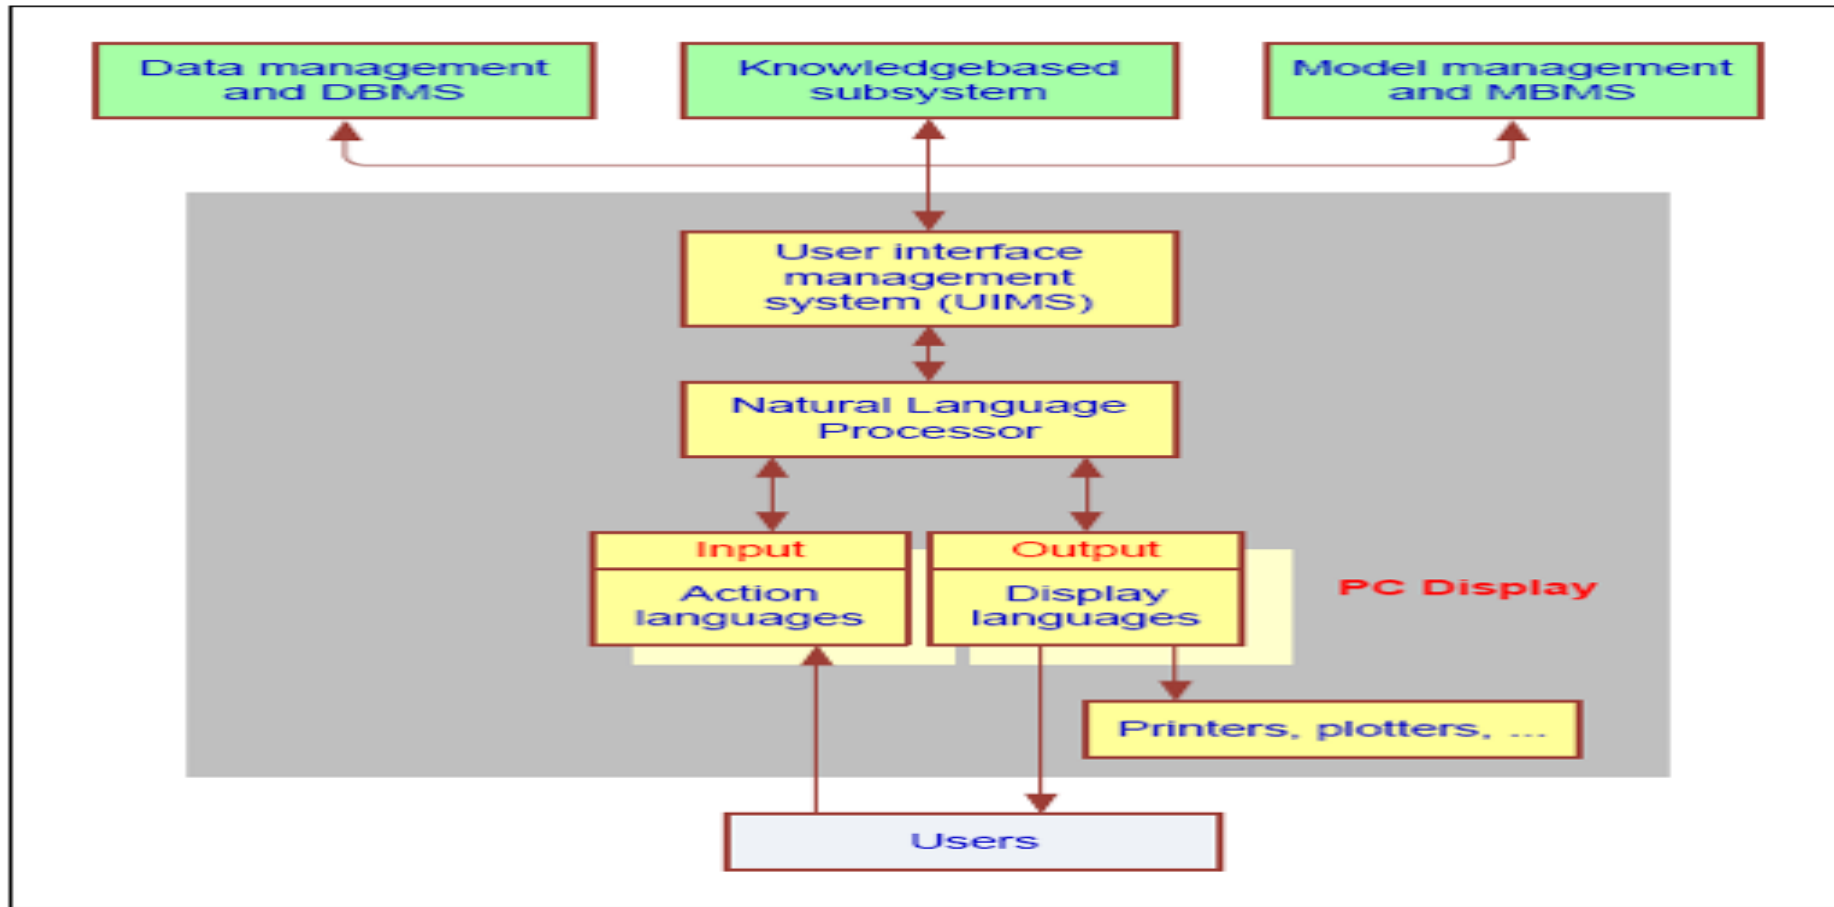 Data management
and DBMS
Knowledgebased
subsystem
Model management
and MBMS
User interface
management
system (UIMS)
Natural Language
Processor
Input
Action
languages
Output
Display
languages
PC Display
Printers, plotters, ...
Users